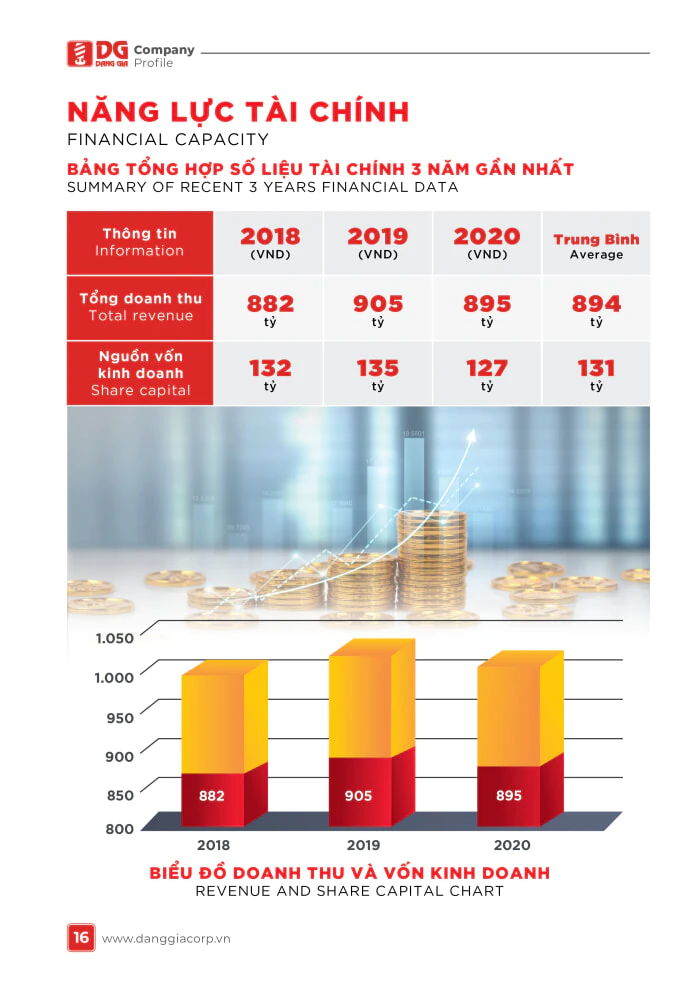 DG
DANG GIA
Company
Profile
NĂNG LỰC TÀI CHÍNH
FINANCIAL CAPACITY
BẢNG TỔNG HỢP SỐ LIỆU TÀI CHÍNH 3 NĂM GẦN NHẤT
SUMMARY OF RECENT 3 YEARS FINANCIAL DATA
Thông tin
Information
2018
(VND)
2019
(VND)
2020
(VND)
Trung Bình
Average
Tổng doanh thu
Total revenue
882
tỷ
905
tỷ
895
tỷ
894
tỷ
Nguồn vốn
kinh doanh
Share capital
132
tỷ
135
tỷ
127
tỷ
131
tỷ
1.050
1.000
950
900
850
800
882
905
895
2018
2019
2020
BIỂU ĐỒ DOANH THU VÀ VỐN KINH DOANH
REVENUE AND SHARE CAPITAL CHART
16
www.danggiacorp.vn